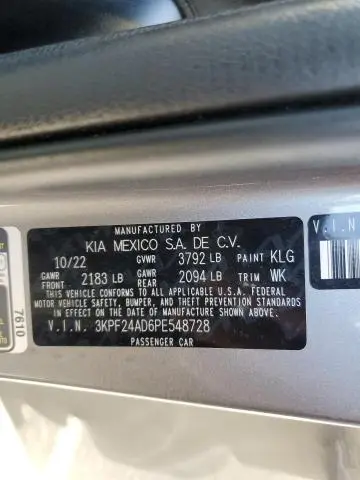 MANUFACTURED BY
KIA MEXICO S.A. DE C.V.
10/22 GVWR 3792 LB PAINT KLG
GAWR FRONT 2183 LB GAWR REAR 2094 LB TRIM WK
THIS VEHICLE CONFORMS TO ALL APPLICABLE U.S.A. FEDERAL
MOTOR VEHICLE SAFETY, BUMPER, AND THEFT PREVENTION STANDARDS
IN EFFECT ON THE DATE OF MANUFACTURE SHOWN ABOVE.
V.I.N. 3KPF24AD6PE548728
PASSENGER CAR
V.I.N
7610